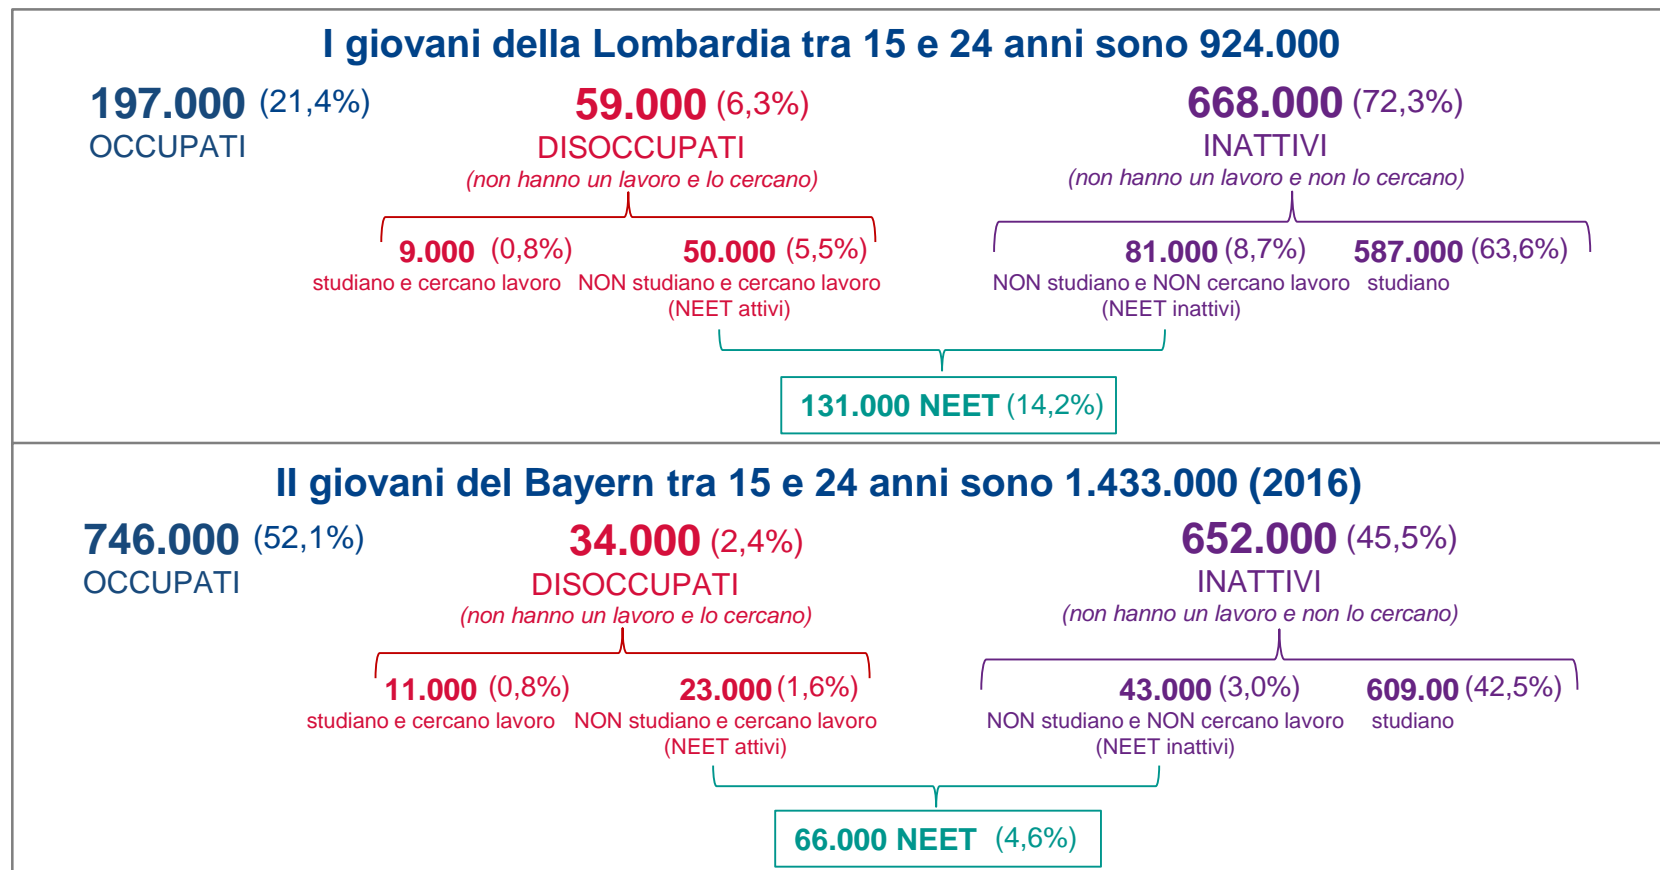 I giovani della Lombardia tra 15 e 24 anni sono 924.000
197.000 (21,4%)
OCCUPATI
59.000 (6,3%)
DISOCCUPATI
(non hanno un lavoro e lo cercano)
668.000 (72,3%)
INATTIVI
(non hanno un lavoro e non lo cercano)
9.000 (0,8%)
studiano e cercano lavoro
50.000 (5,5%)
NON studiano e cercano lavoro
(NEET attivi)
81.000 (8,7%)
NON studiano e NON cercano lavoro
(NEET inattivi)
587.000 (63,6%)
studiano
131.000 NEET (14,2%)
II giovani del Bayern tra 15 e 24 anni sono 1.433.000 (2016)
746.000 (52,1%)
OCCUPATI
34.000 (2,4%)
DISOCCUPATI
(non hanno un lavoro e lo cercano)
652.000 (45,5%)
INATTIVI
(non hanno un lavoro e non lo cercano)
11.000 (0,8%)
studiano e cercano lavoro
23.000 (1,6%)
NON studiano e cercano lavoro
(NEET attivi)
43.000 (3,0%)
NON studiano e NON cercano lavoro
(NEET inattivi)
609.00 (42,5%)
studiano
66.000 NEET (4,6%)